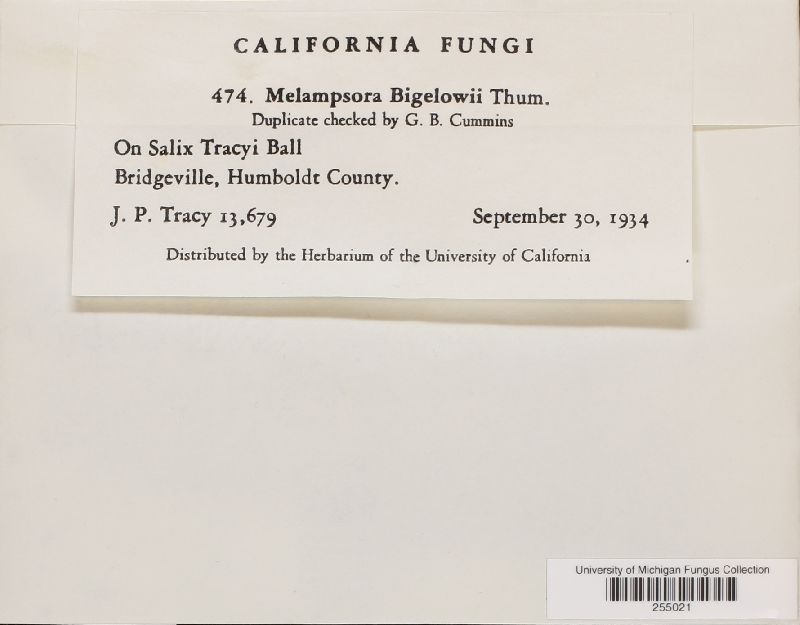 CALIFORNIA FUNGI
474. Melampsora Bigelowii Thum.
Duplicate checked by G. B. Cummins
On Salix Tracyi Ball
Bridgeville, Humboldt County.
J. P. Tracy 13,679 September 30, 1934
Distributed by the Herbarium of the University of California
University of Michigan Fungus Collection
255021